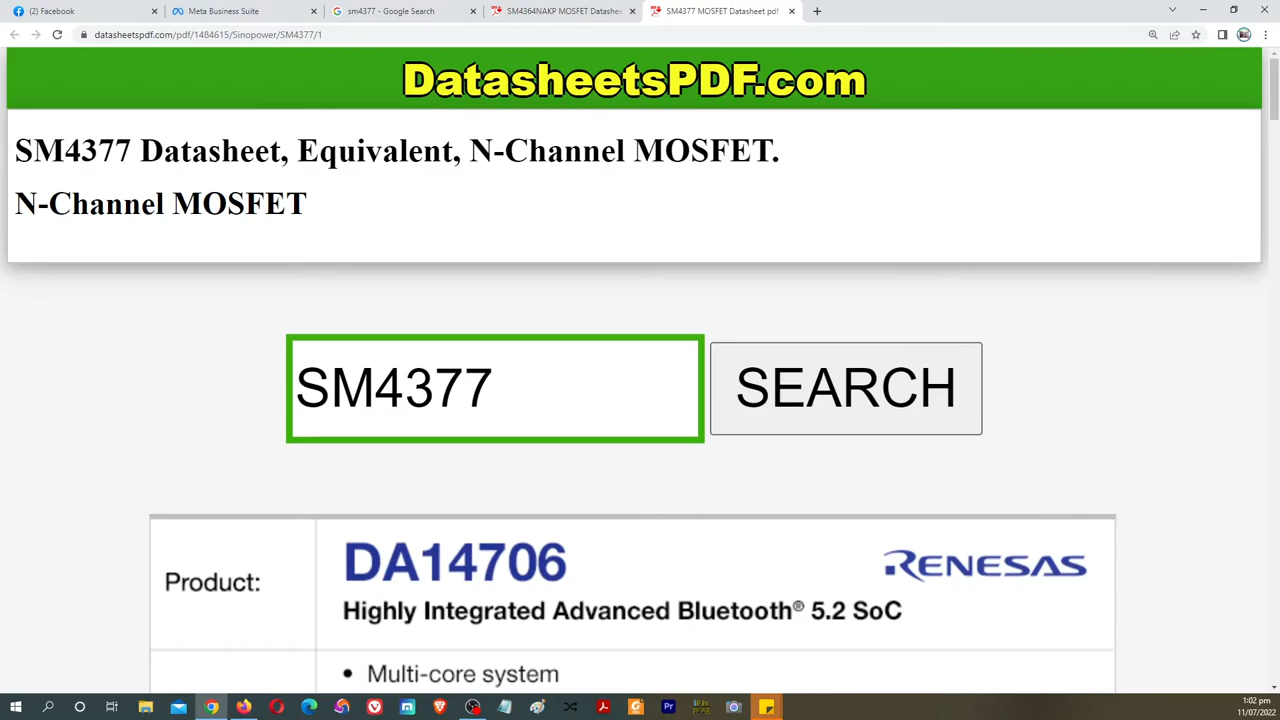 (2) Facebook
Meta Business Suite
sm4377 - Google Search
SM4364NAKP MOSFET Datashee
SM4377 MOSFET Datasheet pdf
datasheetspdf.com/pdf/1484615/Sinopower/SM4377/1
DatasheetsPDF.com
SM4377 Datasheet, Equivalent, N-Channel MOSFET.
N-Channel MOSFET
SM4377
SEARCH
Product:
DA14706
RENESAS
Highly Integrated Advanced Bluetooth® 5.2 SoC
• Multi-core system
1:02 pm
11/07/2022